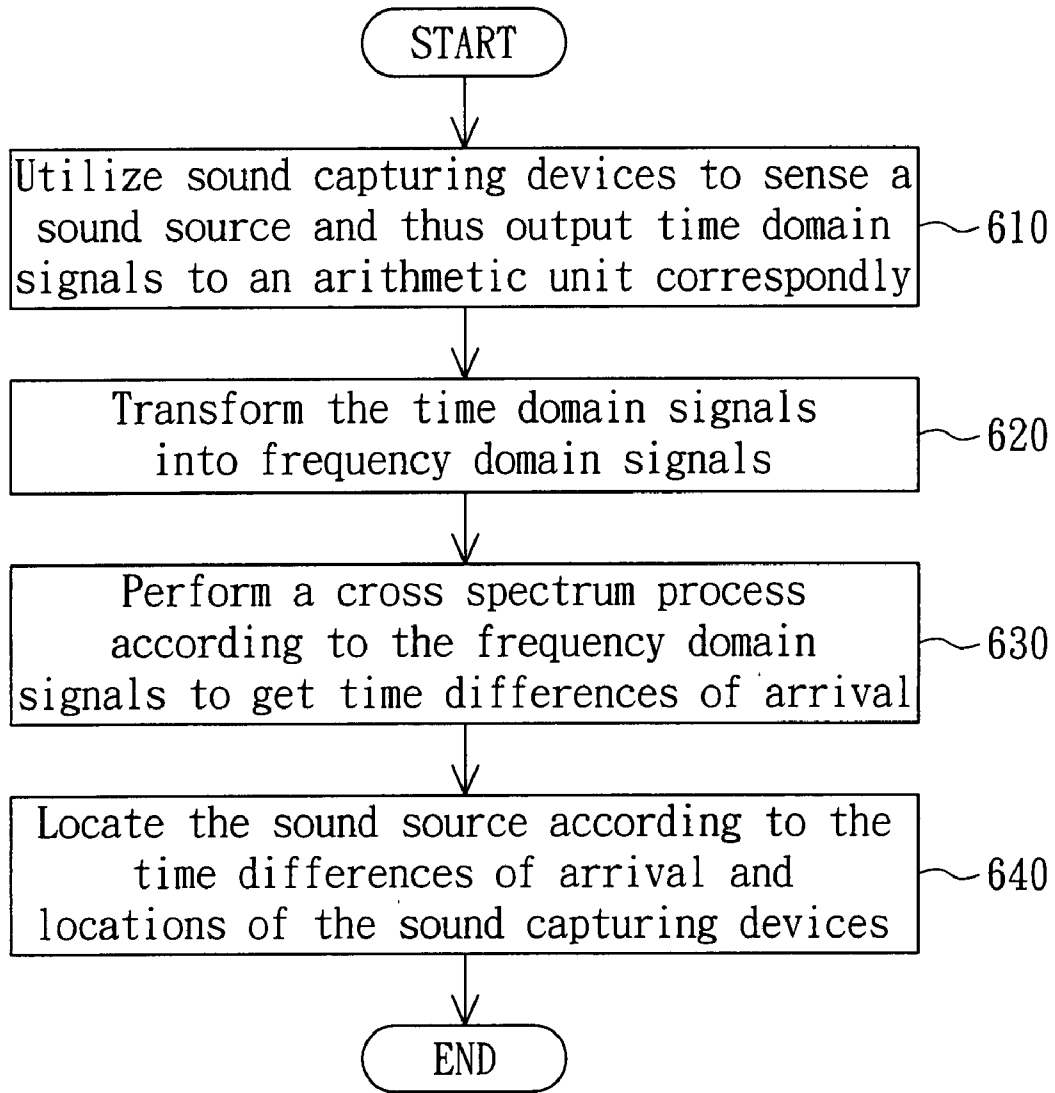 START
Utilize sound capturing devices to sense a
sound source and thus output time domain
signals to an arithmetic unit correspondly
610
Transform the time domain signals
into frequency domain signals
620
Perform a cross spectrum process
according to the frequency domain
signals to get time differences of arrival
630
Locate the sound source according to the
time differences of arrival and
locations of the sound capturing devices
640
END